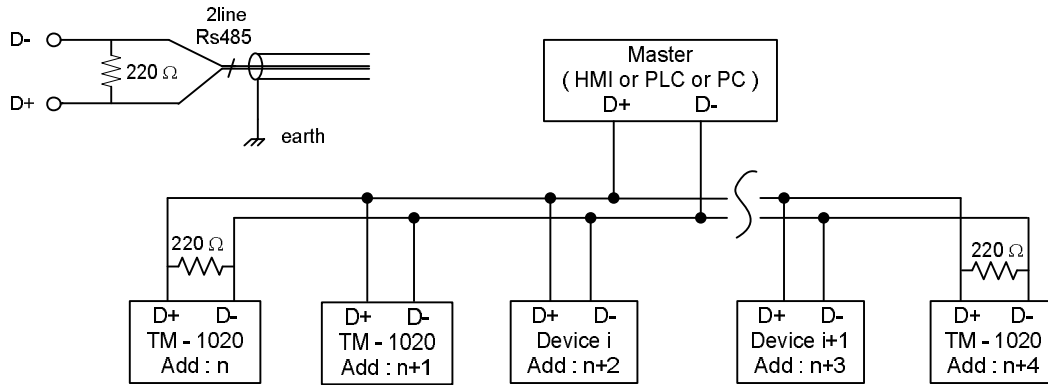 2line
Rs485
D-
220 Ω
D+
earth
Master
( HMI or PLC or PC )
D+ D-
220 Ω
220 Ω
D+ D-
TM - 1020
Add : n
D+ D-
TM - 1020
Add : n+1
D+ D-
Device i
Add : n+2
D+ D-
Device i+1
Add : n+3
D+ D-
TM - 1020
Add : n+4